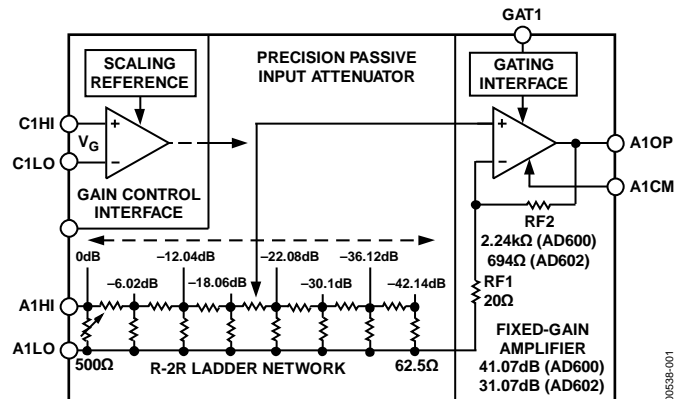 GAT1
SCALING
REFERENCE
PRECISION PASSIVE
INPUT ATTENUATOR
GATING
INTERFACE
C1HI
+
VG
–
C1LO
+
–
A1OP
A1CM
GAIN CONTROL
INTERFACE
RF2
2.24kΩ (AD600)
694Ω (AD602)
0dB
–12.04dB
–22.08dB
–36.12dB
–6.02dB
–18.06dB
–30.1dB
–42.14dB
RF1
20Ω
A1HI
A1LO
500Ω
R-2R LADDER NETWORK
62.5Ω
FIXED-GAIN
AMPLIFIER
41.07dB (AD600)
31.07dB (AD602)
00538-001